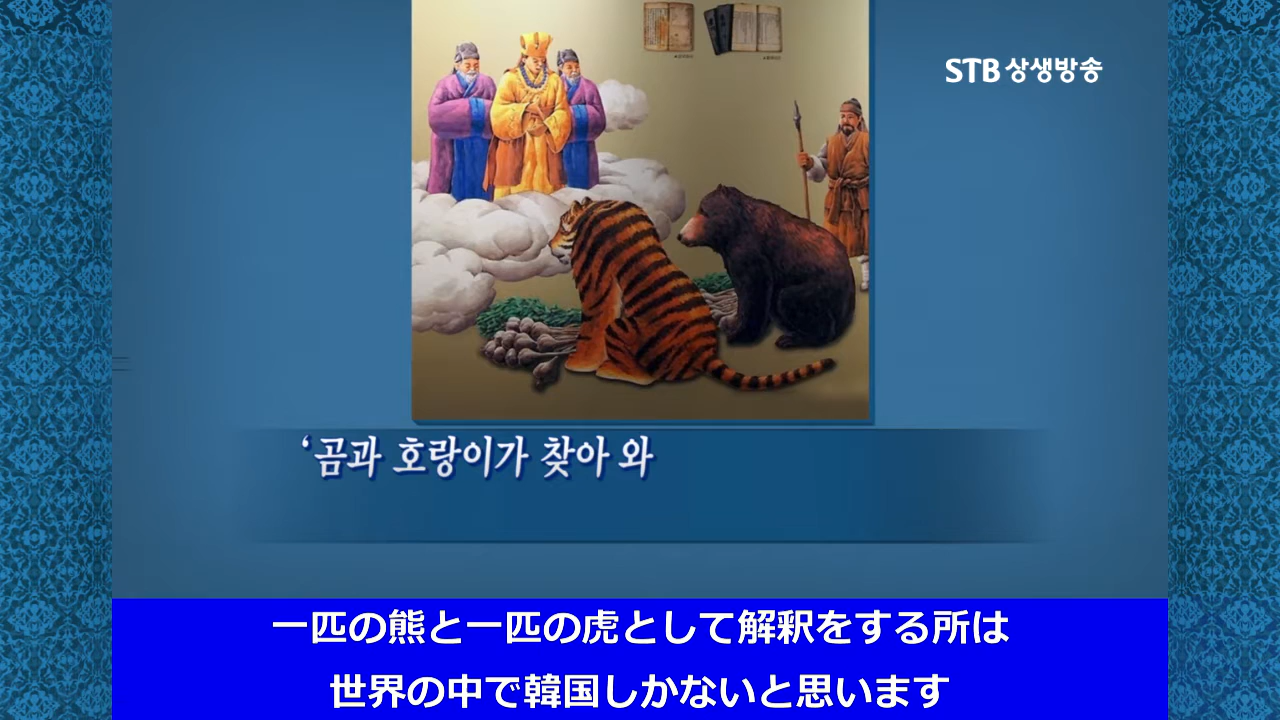 STB 상생방송
‘곰과 호랑이가 찾아 와
一匹の熊と一匹の虎として解釈をする所は
世界の中で韓国しかないと思います